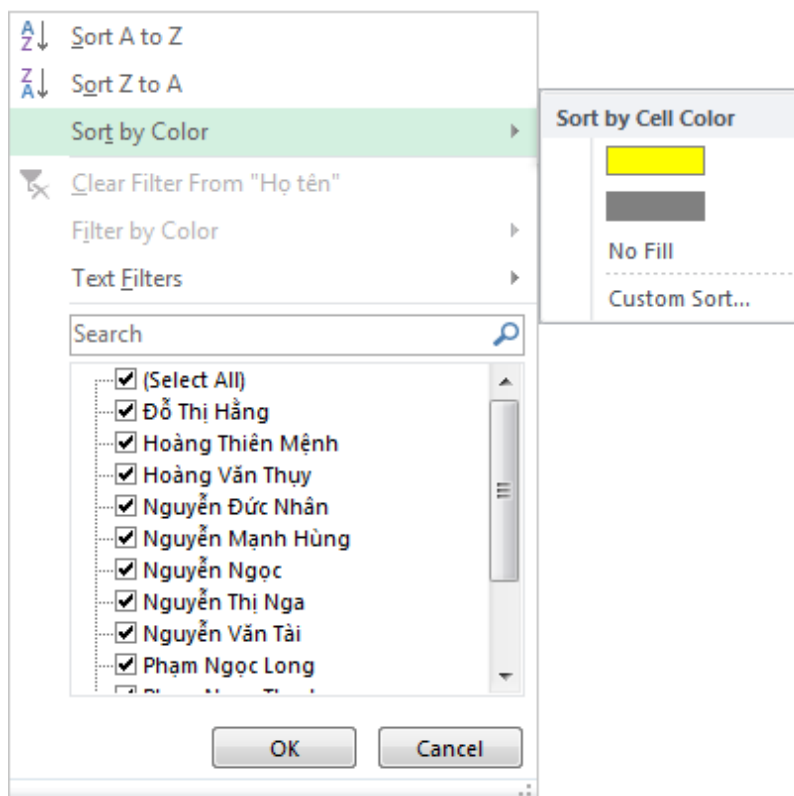 Sort A to Z
Sort Z to A
Sort by Color
Clear Filter From "Họ tên"
Filter by Color
Text Filters
Search
(Select All)
Đỗ Thị Hằng
Hoàng Thiên Mệnh
Hoàng Văn Thụy
Nguyễn Đức Nhân
Nguyễn Mạnh Hùng
Nguyễn Ngọc
Nguyễn Thị Nga
Nguyễn Văn Tài
Phạm Ngọc Long
OK Cancel
Sort by Cell Color
No Fill
Custom Sort...